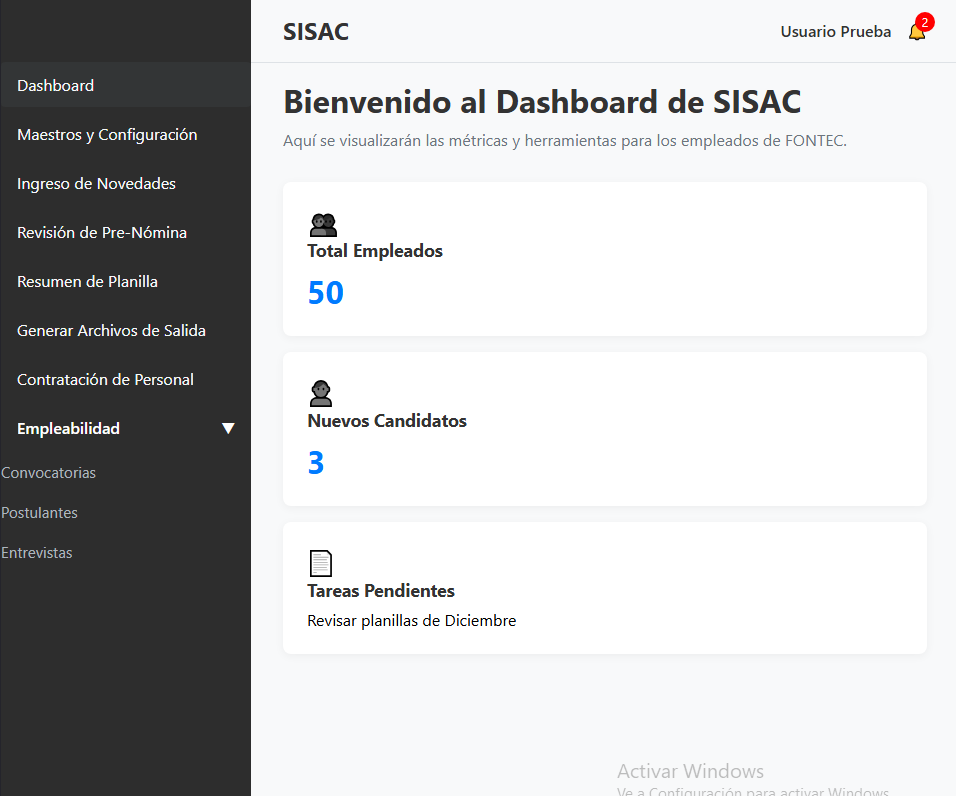 SISAC
Usuario Prueba
2
Dashboard
Maestros y Configuración
Ingreso de Novedades
Revisión de Pre-Nómina
Resumen de Planilla
Generar Archivos de Salida
Contratación de Personal
Empleabilidad
Convocatorias
Postulantes
Entrevistas
Bienvenido al Dashboard de SISAC
Aquí se visualizarán las métricas y herramientas para los empleados de FONTEC.
Total Empleados
50
Nuevos Candidatos
3
Tareas Pendientes
Revisar planillas de Diciembre
Activar Windows
Ve a Configuración para activar Windows.